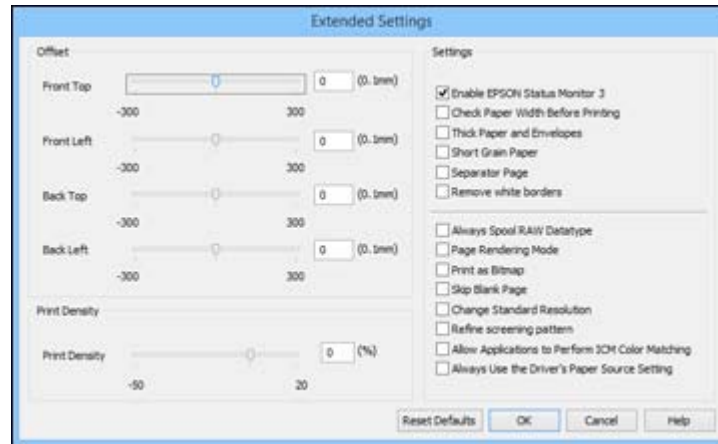 Extended Settings
Offset
Front Top
0
(0.1mm)
-300
300
Front Left
0
(0.1mm)
-300
300
Back Top
0
(0.1mm)
-300
300
Back Left
0
(0.1mm)
-300
300
Print Density
Print Density
0
(%)
-50
20
Settings
Enable EPSON Status Monitor 3
Check Paper Width Before Printing
Thick Paper and Envelopes
Short Grain Paper
Separator Page
Remove white borders
Always Spool RAW Datatype
Page Rendering Mode
Print as Bitmap
Skip Blank Page
Change Standard Resolution
Refine screening pattern
Allow Applications to Perform ICM Color Matching
Always Use the Driver's Paper Source Setting
Reset Defaults
OK
Cancel
Help